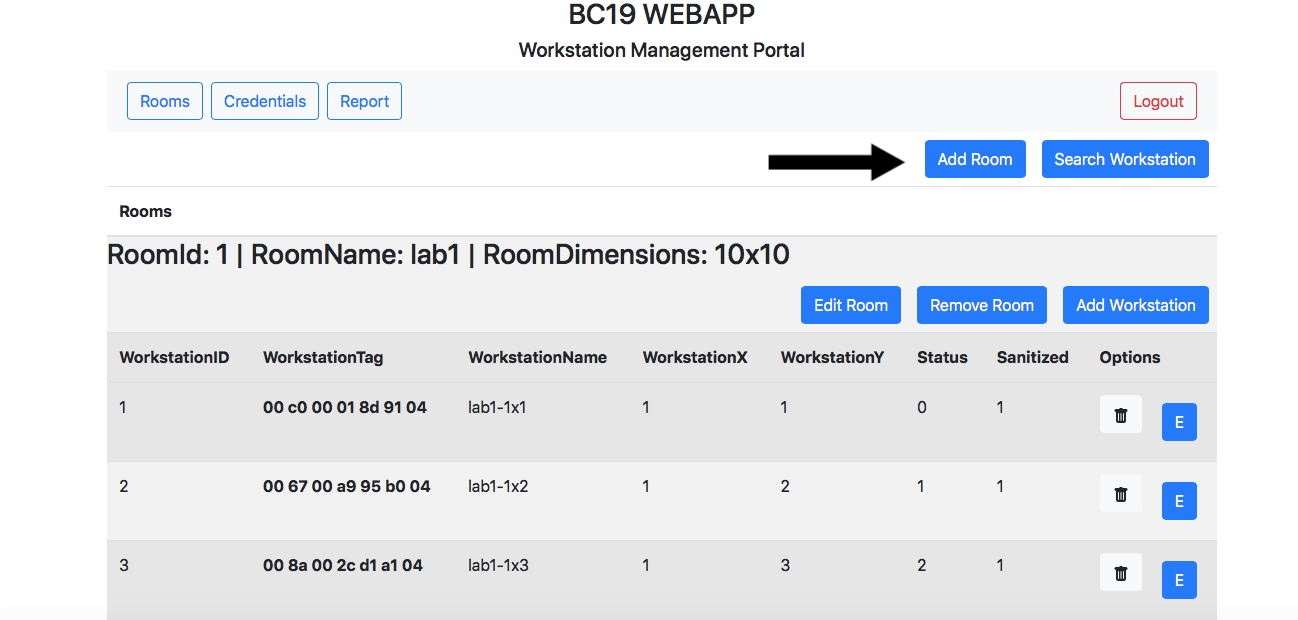 BC19 WEBAPP
Workstation Management Portal
Rooms Credentials Report Logout
Add Room Search Workstation
Rooms
RoomId: 1 | RoomName: lab1 | RoomDimensions: 10x10
Edit Room Remove Room Add Workstation
WorkstationID WorkstationTag WorkstationName WorkstationX WorkstationY Status Sanitized Options
1 00 c0 00 01 8d 91 04 lab1-1x1 1 1 0 1 E
2 00 67 00 a9 95 b0 04 lab1-1x2 1 2 1 1 E
3 00 8a 00 2c d1 a1 04 lab1-1x3 1 3 2 1 E